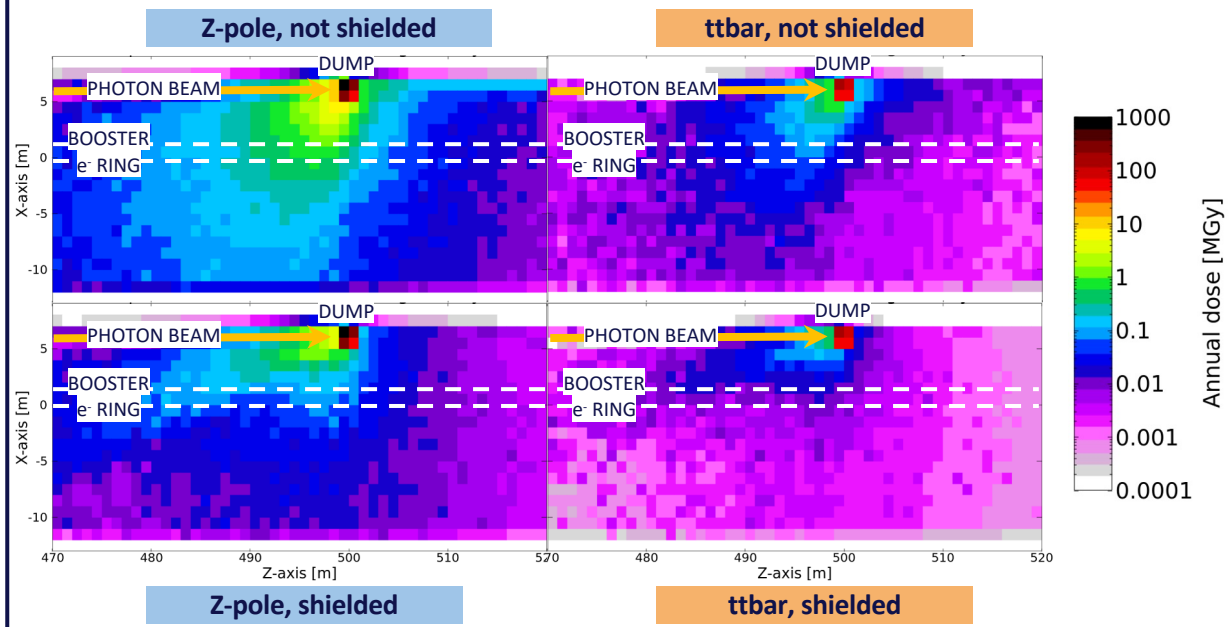 Z-pole, not shielded
ttbar, not shielded
DUMP
PHOTON BEAM
BOOSTER
e⁻ RING
X-axis [m]
5
0
-5
-10
DUMP
PHOTON BEAM
BOOSTER
e⁻ RING
DUMP
PHOTON BEAM
BOOSTER
e⁻ RING
X-axis [m]
5
0
-5
-10
470 480 490 500 510 520
Z-axis [m]
DUMP
PHOTON BEAM
BOOSTER
e⁻ RING
480 490 500 510 520
Z-axis [m]
1000
100
10
1
0.1
0.01
0.001
0.0001
Annual dose [MGy]
Z-pole, shielded
ttbar, shielded